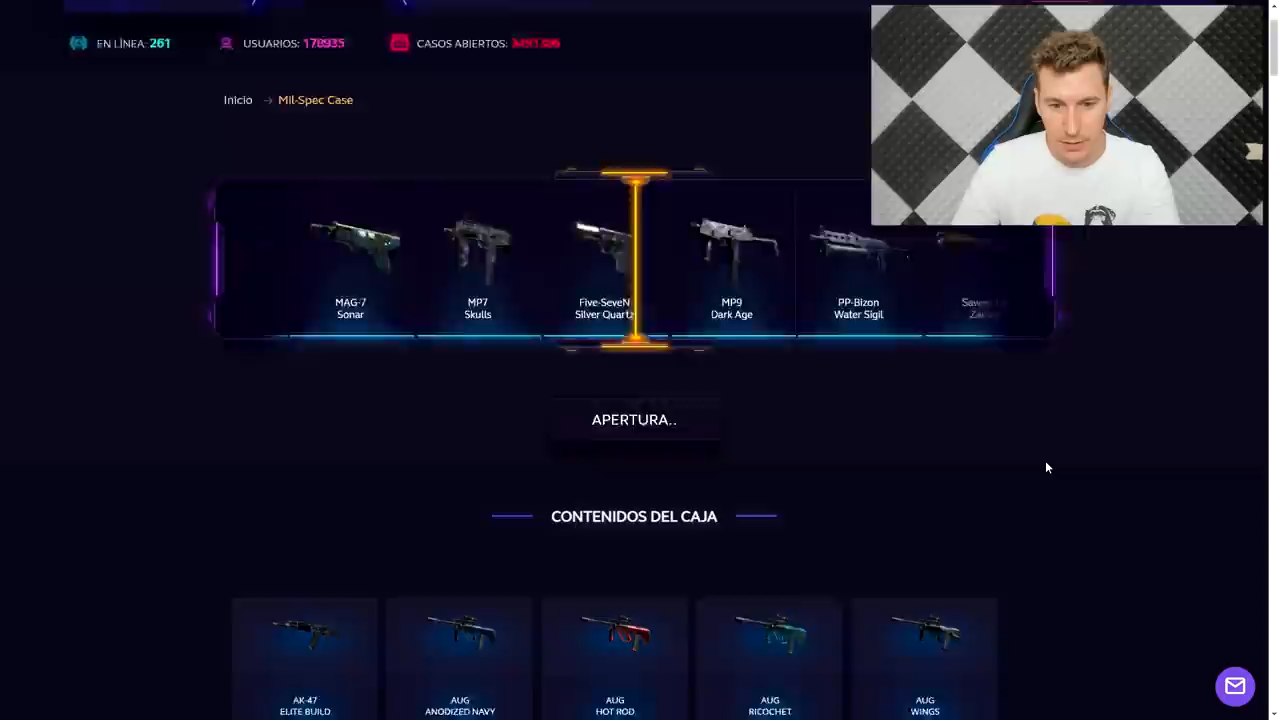 EN LÍNEA: 261
USUARIOS: 178935
CASOS ABIERTOS:
Inicio → Mil-Spec Case
MAG-7
Sonar
MP7
Skulls
Five-SeveN
Silver Quartz
MP9
Dark Age
PP-Bizon
Water Sigil
APERTURA..
CONTENIDOS DEL CAJA
AK-47
ELITE BUILD
AUG
ANODIZED NAVY
AUG
HOT ROD
AUG
RICOCHET
AUG
WINGS